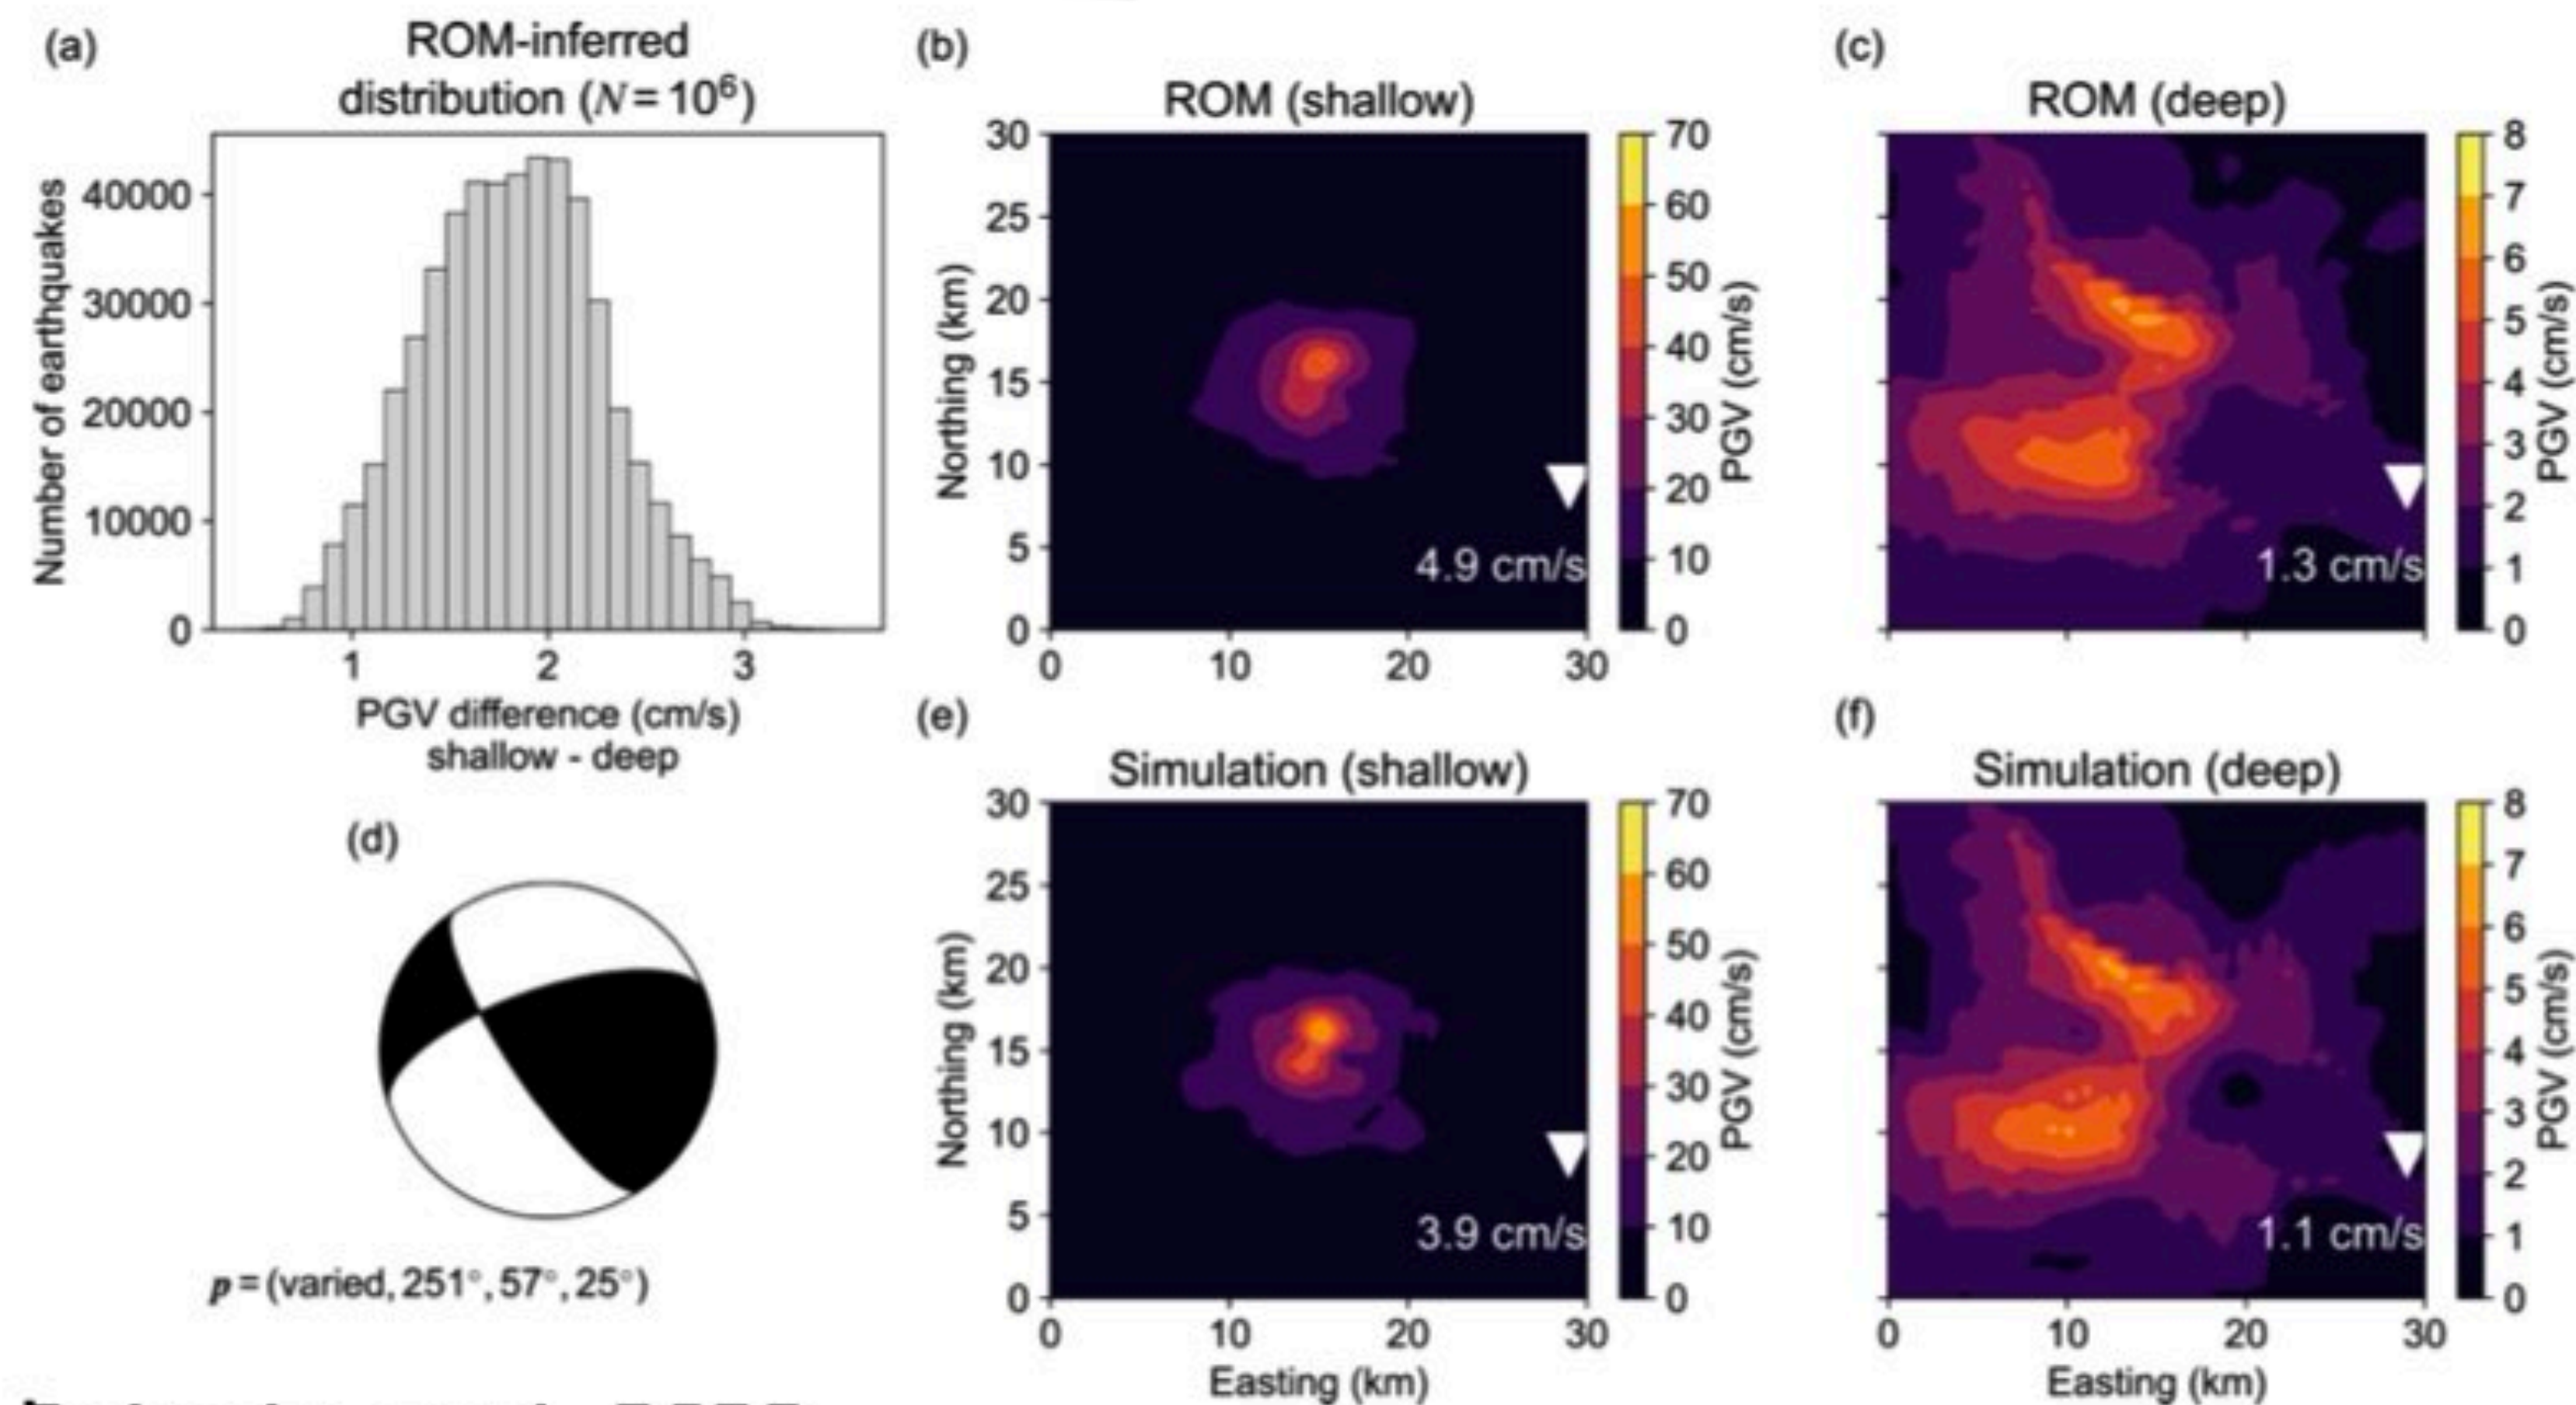 (a)
ROM-inferred
distribution (N = 10⁶)
Number of earthquakes
40000
30000
20000
10000
0
1 2 3
PGV difference (cm/s)
shallow - deep
(b)
ROM (shallow)
Northing (km)
30
25
20
15
10
5
0
0 10 20 30
4.9 cm/s
70
60
50
40
30
20
10
0
PGV (cm/s)
(c)
ROM (deep)
1.3 cm/s
8
7
6
5
4
3
2
1
0
PGV (cm/s)
(d)
p = (varied, 251°, 57°, 25°)
(e)
Simulation (shallow)
Northing (km)
30
25
20
15
10
5
0
0 10 20 30
Easting (km)
3.9 cm/s
70
60
50
40
30
20
10
0
PGV (cm/s)
(f)
Simulation (deep)
1.1 cm/s
0 10 20 30
Easting (km)
8
7
6
5
4
3
2
1
0
PGV (cm/s)